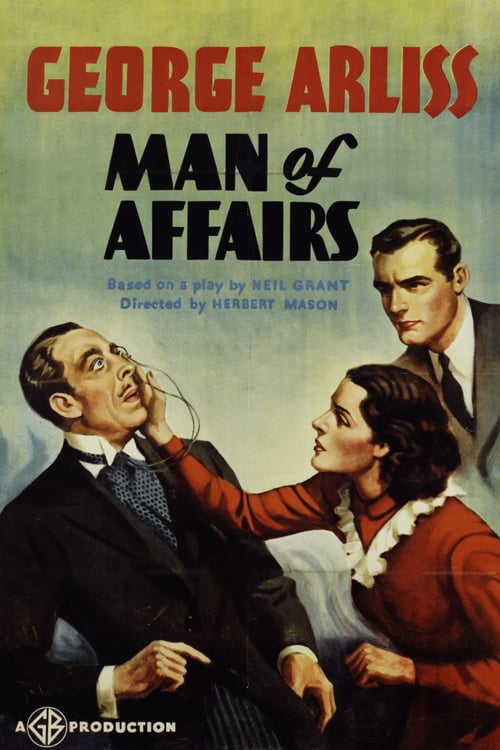 GEORGE ARLISS
MAN of
AFFAIRS
Based on a play by NEIL GRANT
Directed by HERBERT MASON
A GB PRODUCTION